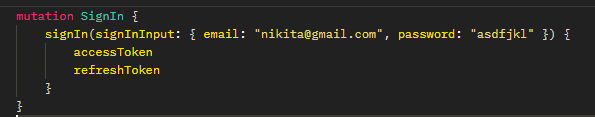 mutation SignIn {
    signIn(signInInput: { email: "nikita@gmail.com", password: "asdfjkl" }) {
        accessToken
        refreshToken
    }
}